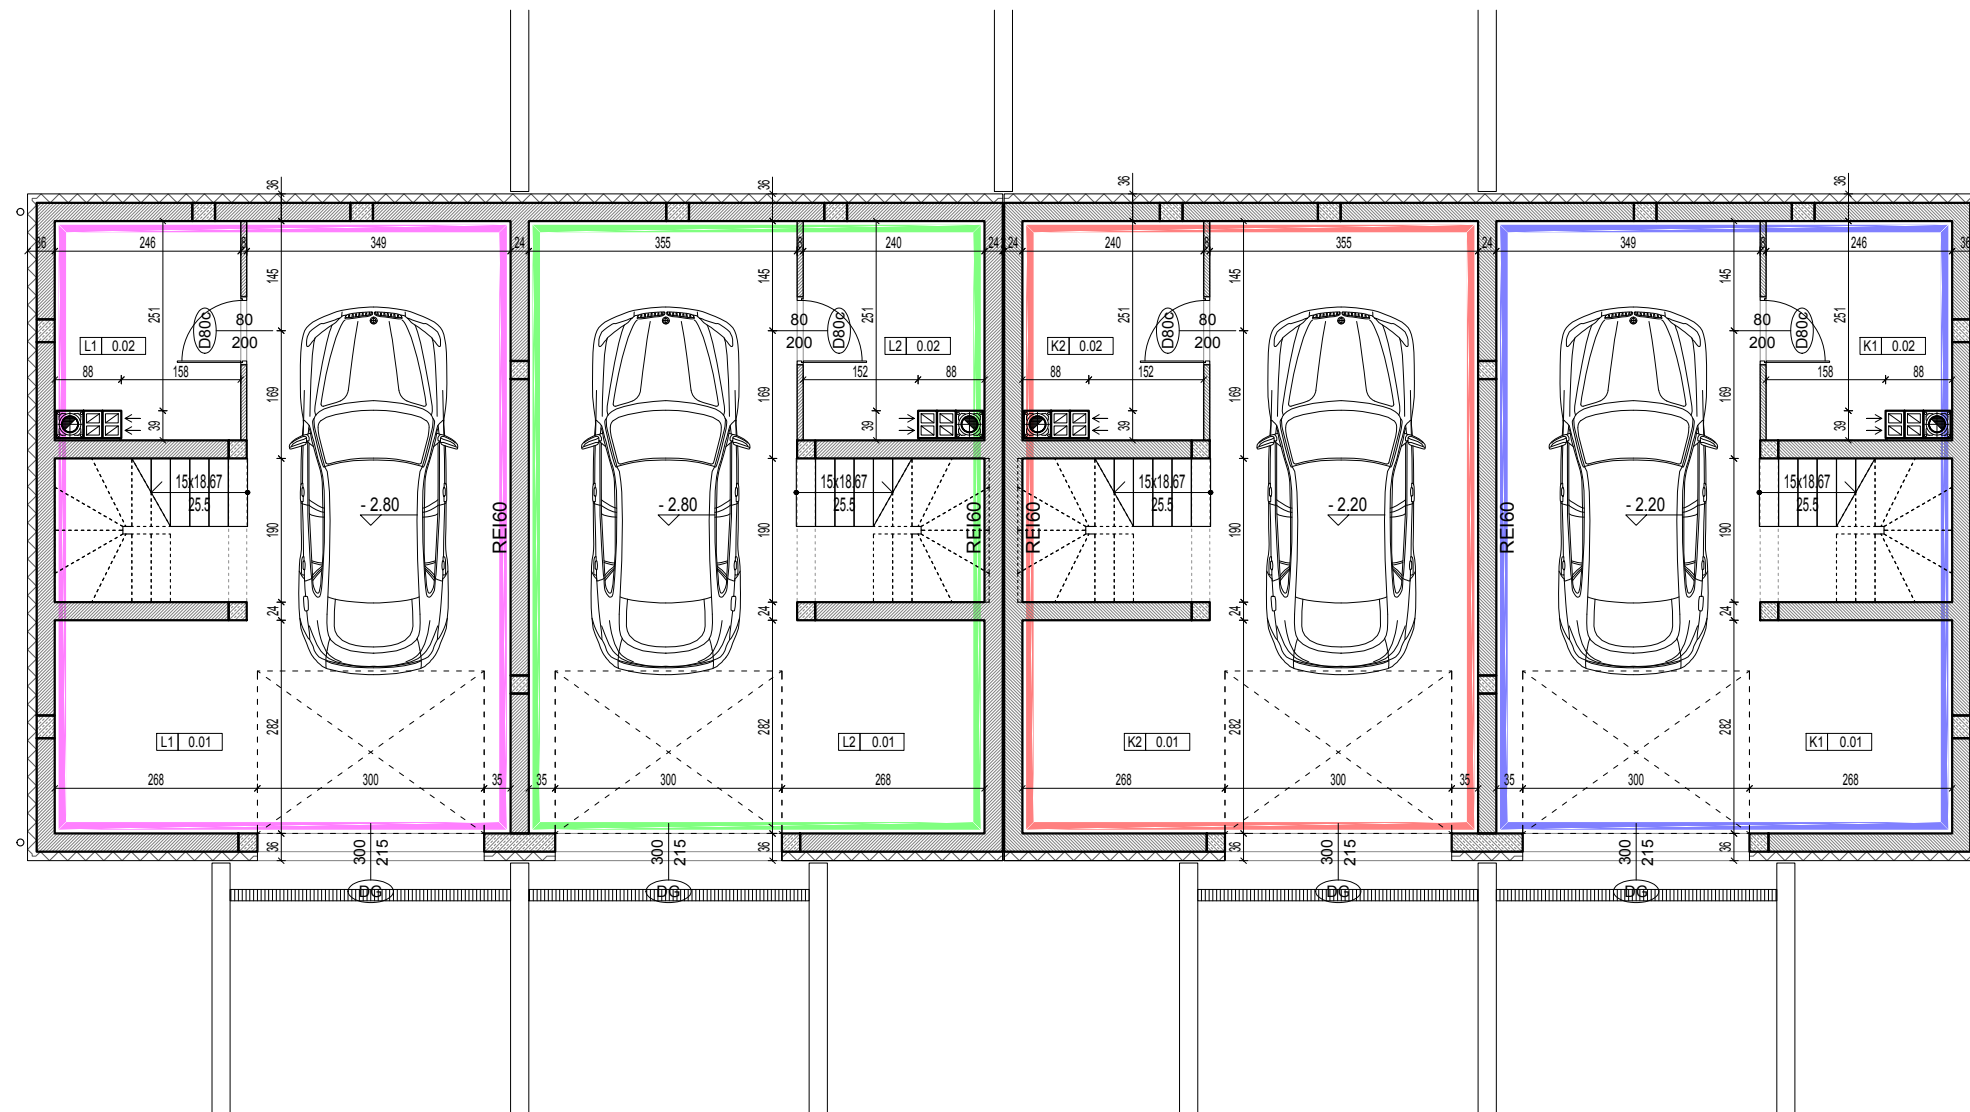 36 36 36 36
36 246 8 349 24 355 8 240 24 24 240 8 355 24 349 8 246 36
145 145 145 145
251 251 251 251
D80c 80 80 D80c D80c 80 80 D80c
200 200 200 200
L1 0.02 L2 0.02 K2 0.02 K1 0.02
88 158 152 88 88 152 158 88
169 169 169 169
39 39 39 39
15x18,67 15x18,67 15x18,67 15x18,67
25.5 25.5 25.5 25.5
- 2.80 - 2.80 - 2.20 - 2.20
REI60 REI60 REI60 REI60
190 190 190 190
24 24 24 24
282 282 282 282
L1 0.01 L2 0.01 K2 0.01 K1 0.01
268 300 35 35 300 268 268 300 35 35 300 268
36 300 215 300 215 36 36 300 215 300 215 36
DG DG DG DG